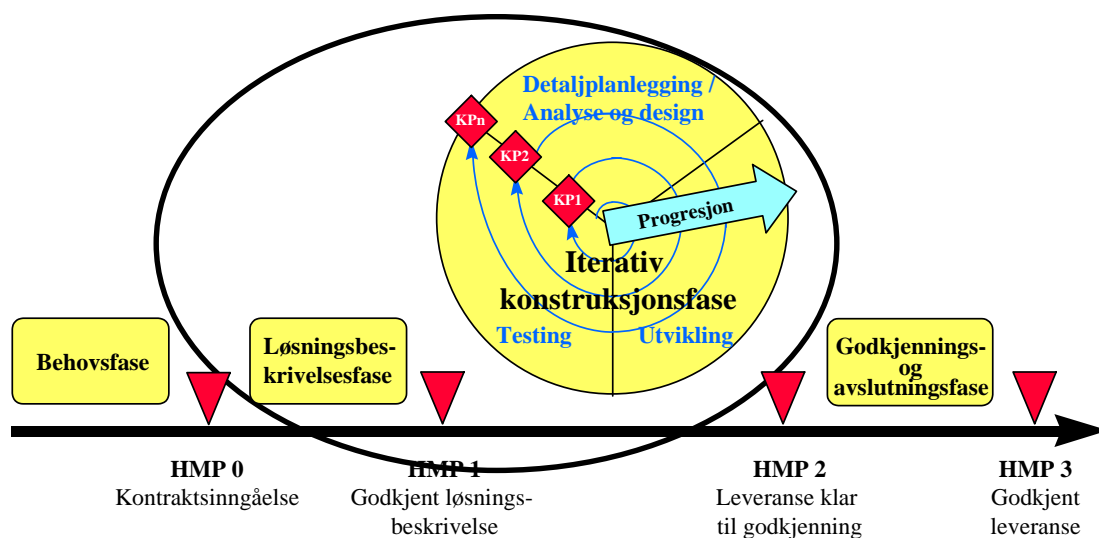 Detaljplanlegging /
Analyse og design
KPn
KP2
KP1
Progresjon
Iterativ
konstruksjonsfase
Testing
Utvikling
Behovsfase
Løsningsbes-
krivelsesfase
Godkjennings-
og
avslutningsfase
HMP 0
Kontraktsinngåelse
HMP 1
Godkjent løsnings-
beskrivelse
HMP 2
Leveranse klar
til godkjenning
HMP 3
Godkjent
leveranse